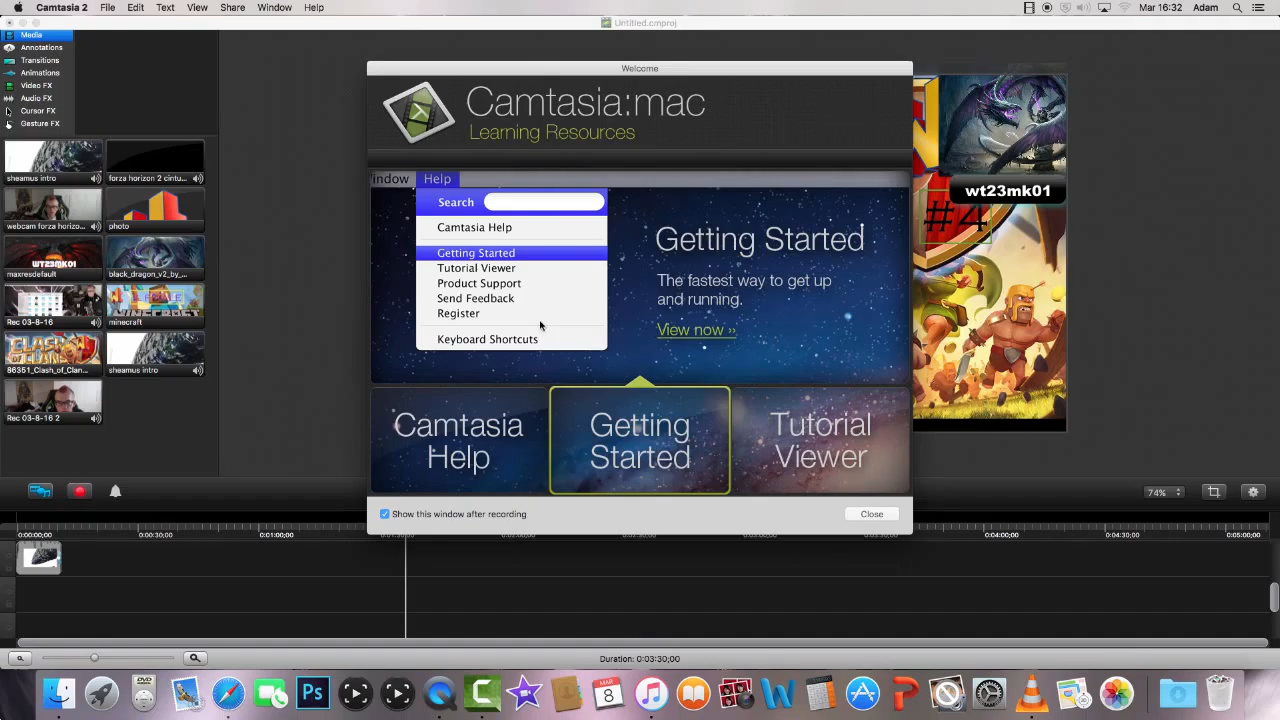 Camtasia 2 File Edit Text View Share Window Help Mar 16:32 Adam
Untitled.cmproj
Media
Annotations
Transitions
Animations
Video FX
Audio FX
Cursor FX
Gesture FX
sheamus intro
forza horizon 2 cintu...
webcam forza horizo...
photo
WT23MK01
maxresdefault
black_dragon_v2_by_...
Rec 03-8-16
minecraft
86351_Clash_of_Clan...
sheamus intro
Rec 03-8-16 2
Welcome
Camtasia:mac
Learning Resources
indow Help
Search
Camtasia Help
Getting Started
Tutorial Viewer
Product Support
Send Feedback
Register
Keyboard Shortcuts
Getting Started
The fastest way to get up
and running.
View now ››
Camtasia
Help
Getting
Started
Tutorial
Viewer
Show this window after recording
Close
wt23mk01
#4
74%
0:00:00;00 0:00:30;00 0:01:00;00 0:04:00;00 0:04:30;00 0:05:00;00
Duration: 0:03:30;00
DVD
Ps
MAR
8